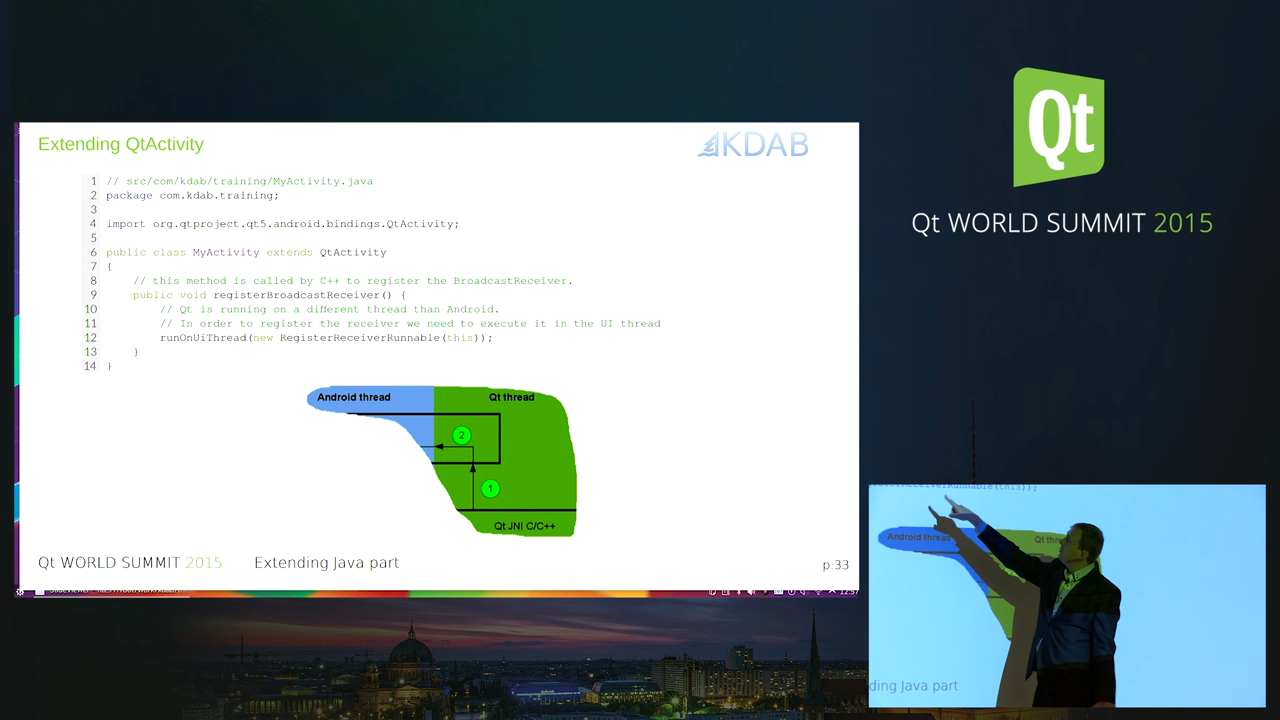 Extending QtActivity
KDAB
1 // src/com/kdab/training/MyActivity.java
2 package com.kdab.training;
3
4 import org.qtproject.qt5.android.bindings.QtActivity;
5
6 public class MyActivity extends QtActivity
7 {
8 // this method is called by C++ to register the BroadcastReceiver.
9 public void registerBroadcastReceiver() {
10 // Qt is running on a different thread than Android.
11 // In order to register the receiver we need to execute it in the UI thread
12 runOnUiThread(new RegisterReceiverRunnable(this));
13 }
14 }
Android thread
Qt thread
2
1
Qt JNI C/C++
Qt WORLD SUMMIT 2015
Extending Java part
p.33
Qt
Qt WORLD SUMMIT 2015
(this));
Android thread
Qt
ding Java part